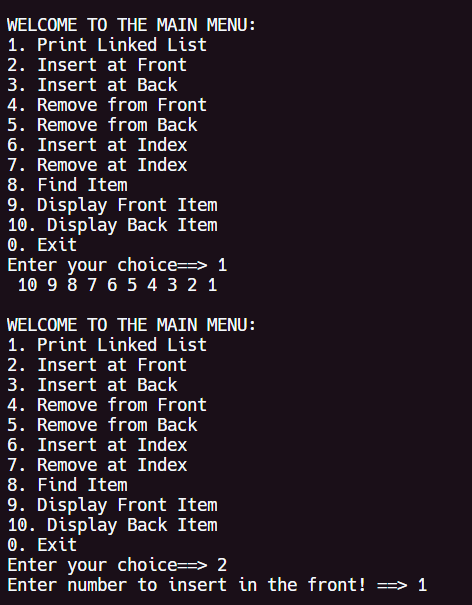 WELCOME TO THE MAIN MENU:
1. Print Linked List
2. Insert at Front
3. Insert at Back
4. Remove from Front
5. Remove from Back
6. Insert at Index
7. Remove at Index
8. Find Item
9. Display Front Item
10. Display Back Item
0. Exit
Enter your choice==> 1
 10 9 8 7 6 5 4 3 2 1
WELCOME TO THE MAIN MENU:
1. Print Linked List
2. Insert at Front
3. Insert at Back
4. Remove from Front
5. Remove from Back
6. Insert at Index
7. Remove at Index
8. Find Item
9. Display Front Item
10. Display Back Item
0. Exit
Enter your choice==> 2
Enter number to insert in the front! ==> 1